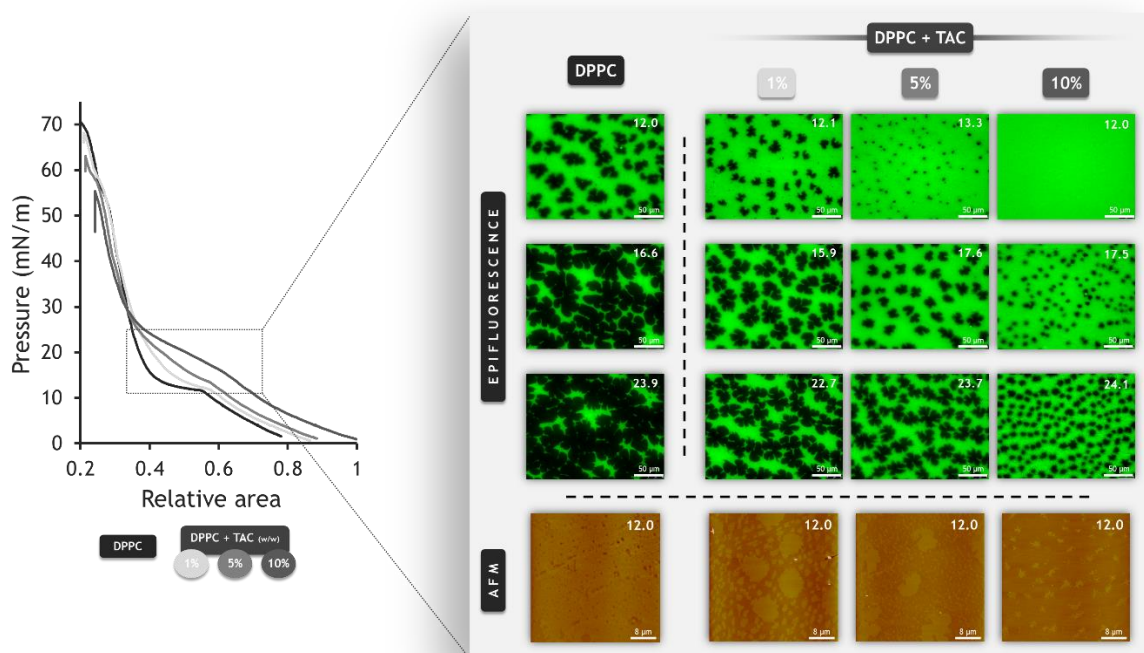 Pressure (mN/m)
70
60
50
40
30
20
10
0
0.2 0.4 0.6 0.8 1
Relative area
DPPC
DPPC + TAC (w/w)
1% 5% 10%
DPPC + TAC
DPPC
1% 5% 10%
EPIFLUORESCENCE
12.0 12.1 13.3 12.0
50 µm 50 µm 50 µm 50 µm
16.6 15.9 17.6 17.5
50 µm 50 µm 50 µm 50 µm
23.9 22.7 23.7 24.1
50 µm 50 µm 50 µm 50 µm
AFM
12.0 12.0 12.0 12.0
8 µm 8 µm 8 µm 8 µm